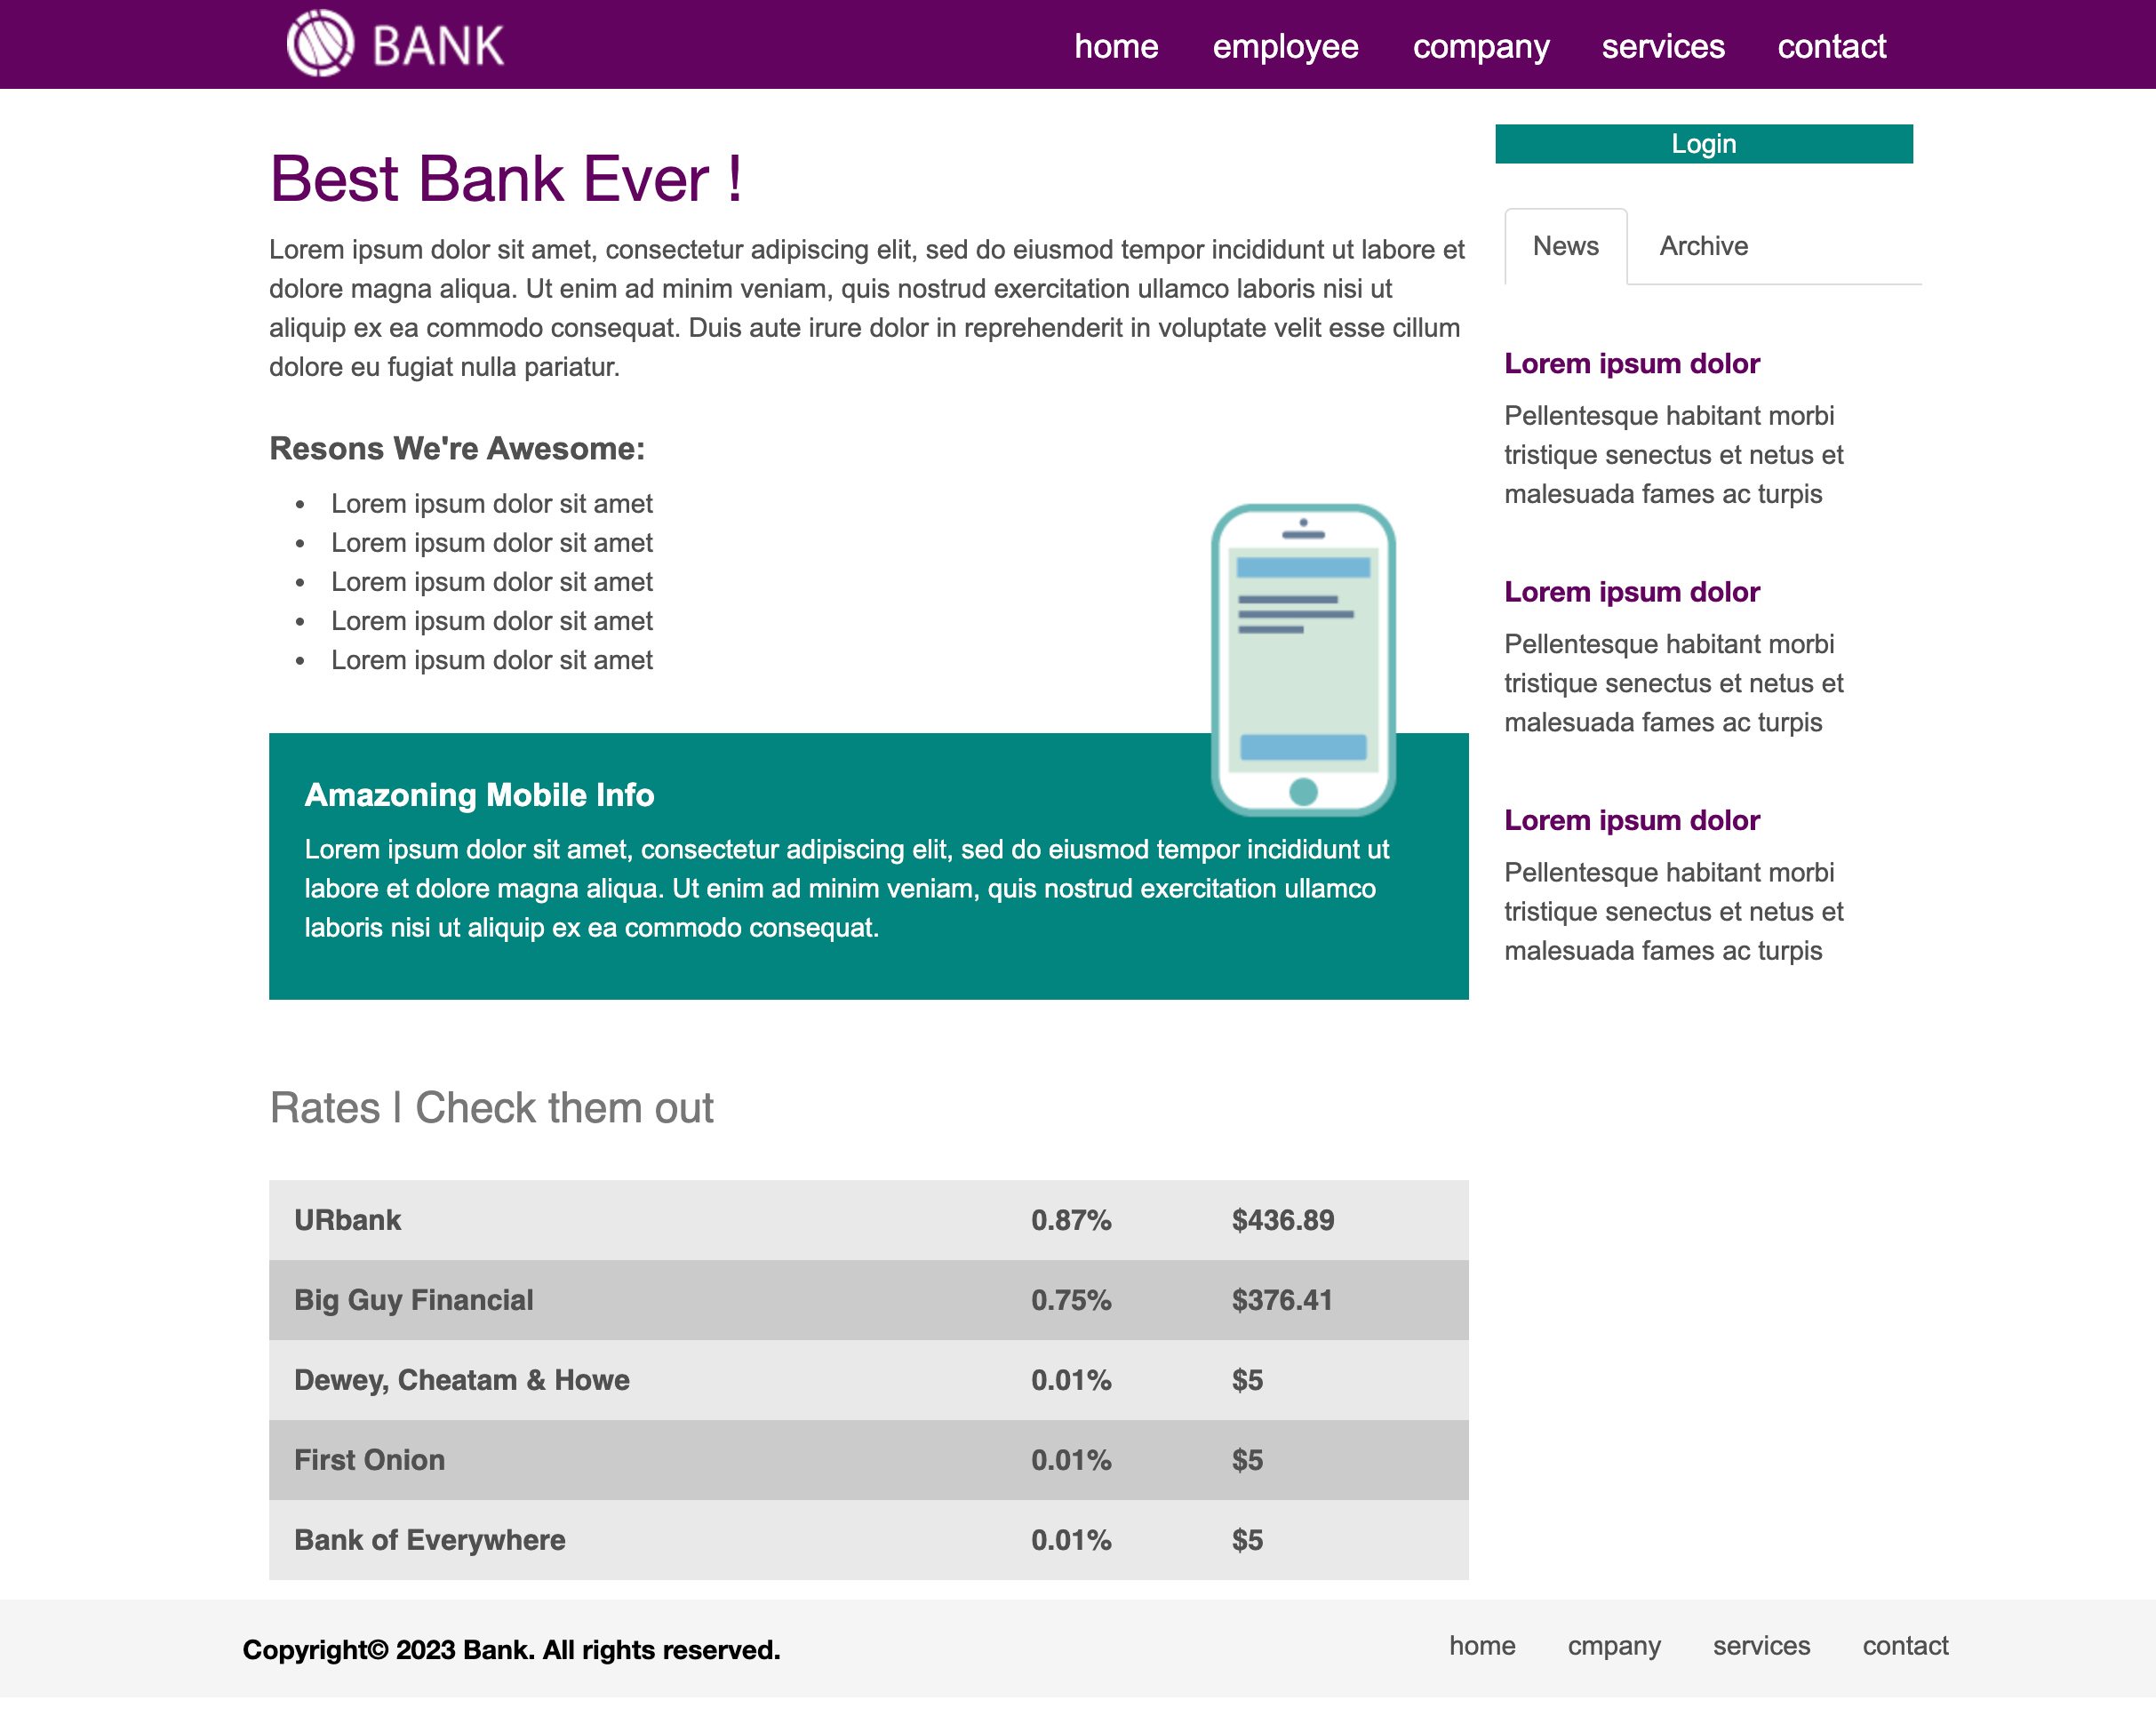 BANK
home employee company services contact
Best Bank Ever !
Lorem ipsum dolor sit amet, consectetur adipiscing elit, sed do eiusmod tempor incididunt ut labore et
dolore magna aliqua. Ut enim ad minim veniam, quis nostrud exercitation ullamco laboris nisi ut
aliquip ex ea commodo consequat. Duis aute irure dolor in reprehenderit in voluptate velit esse cillum
dolore eu fugiat nulla pariatur.
Resons We're Awesome:
• Lorem ipsum dolor sit amet
• Lorem ipsum dolor sit amet
• Lorem ipsum dolor sit amet
• Lorem ipsum dolor sit amet
• Lorem ipsum dolor sit amet
Amazoning Mobile Info
Lorem ipsum dolor sit amet, consectetur adipiscing elit, sed do eiusmod tempor incididunt ut
labore et dolore magna aliqua. Ut enim ad minim veniam, quis nostrud exercitation ullamco
laboris nisi ut aliquip ex ea commodo consequat.
Rates | Check them out
URbank 0.87% $436.89
Big Guy Financial 0.75% $376.41
Dewey, Cheatam & Howe 0.01% $5
First Onion 0.01% $5
Bank of Everywhere 0.01% $5
Login
News Archive
Lorem ipsum dolor
Pellentesque habitant morbi
tristique senectus et netus et
malesuada fames ac turpis
Lorem ipsum dolor
Pellentesque habitant morbi
tristique senectus et netus et
malesuada fames ac turpis
Lorem ipsum dolor
Pellentesque habitant morbi
tristique senectus et netus et
malesuada fames ac turpis
Copyright© 2023 Bank. All rights reserved.
home cmpany services contact